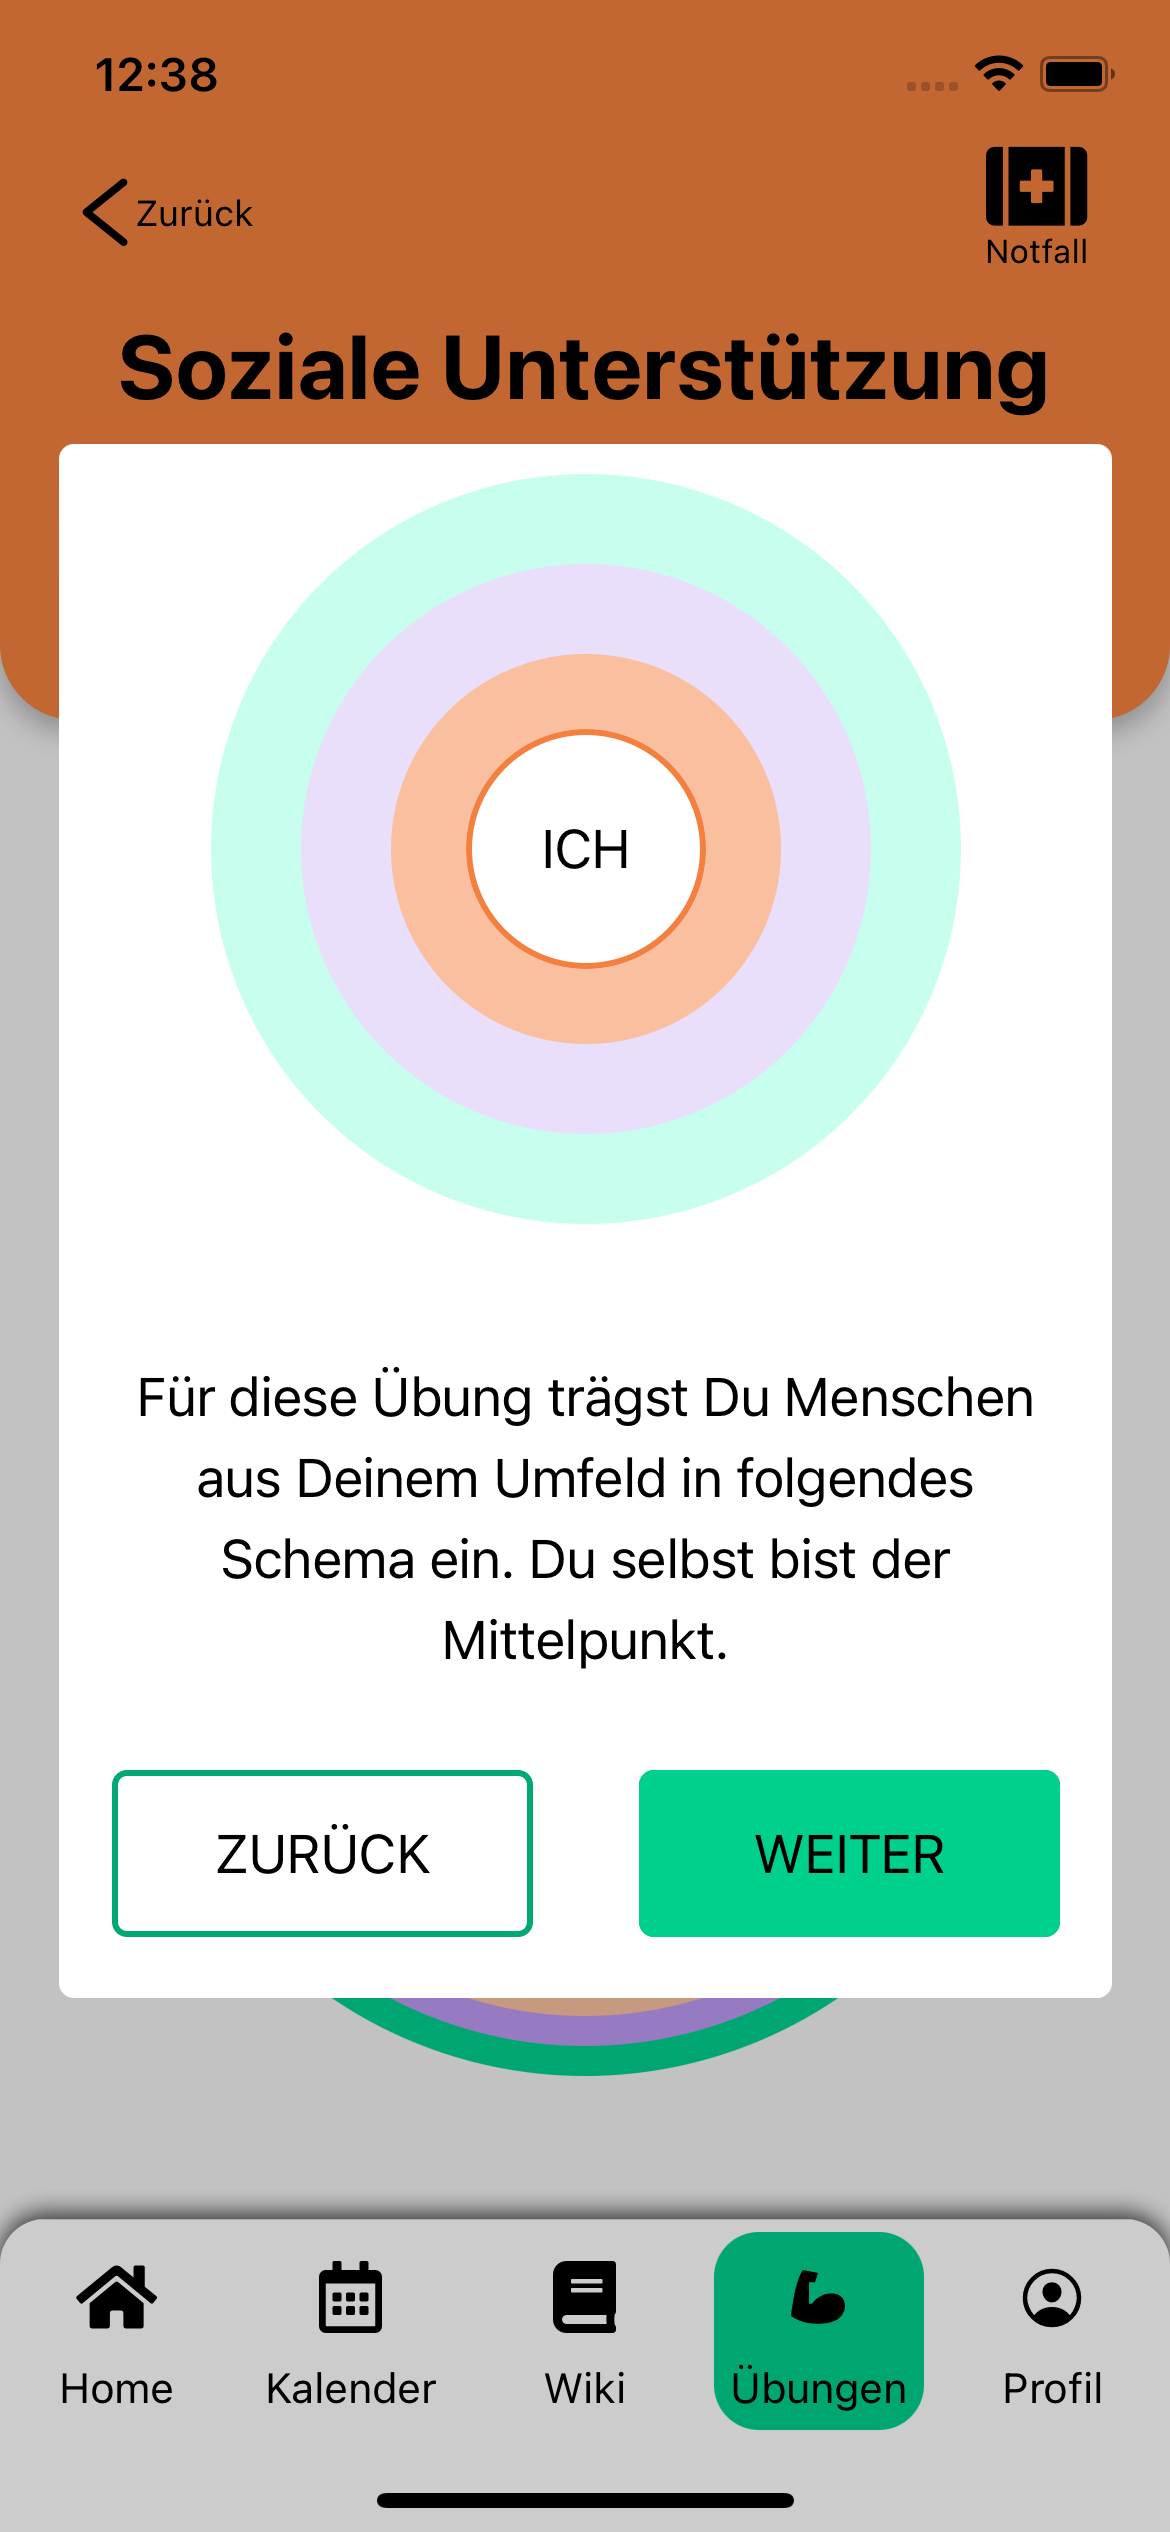 12:38
Zurück
Notfall
Soziale Unterstützung
ICH
Für diese Übung trägst Du Menschen
aus Deinem Umfeld in folgendes
Schema ein. Du selbst bist der
Mittelpunkt.
ZURÜCK
WEITER
Home
Kalender
Wiki
Übungen
Profil